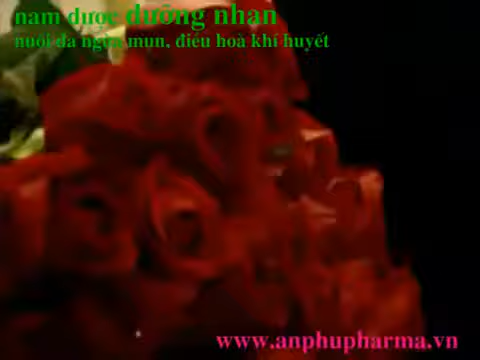 nam dược dưỡng nhan
nuôi da ngừa mụn, điều hoà khí huyết
www.anphupharma.vn